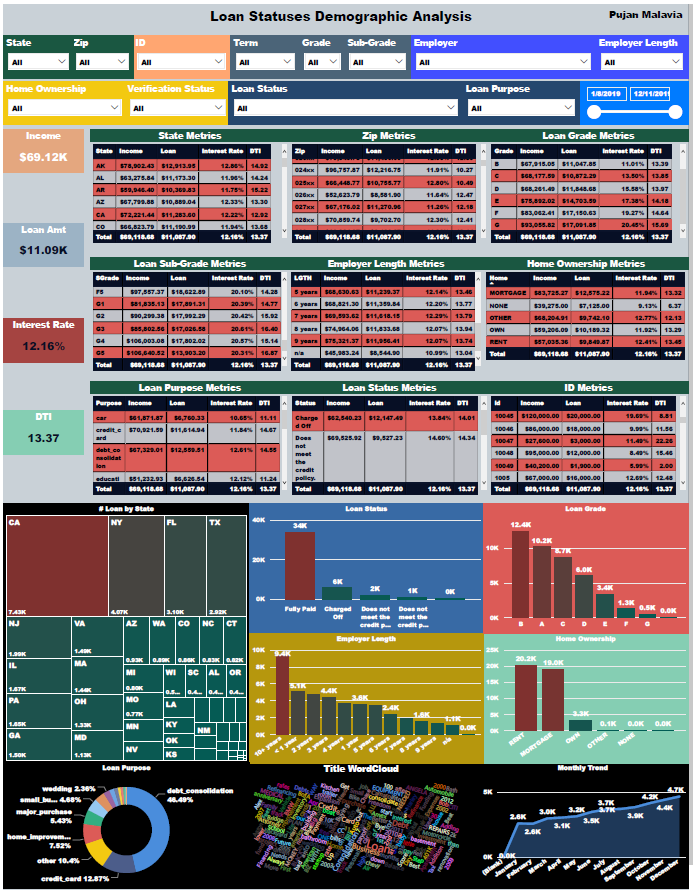 Loan Statuses Demographic Analysis
Pujan Malavia
State Zip ID Term Grade Sub-Grade Employer Employer Length
All All All All All All All All
Home Ownership Verification Status Loan Status Loan Purpose
All All All All
1/8/2019 12/11/201
Income
$69.12K
Loan Amt
$11.09K
Interest Rate
12.16%
DTI
13.37
State Metrics
State Income Loan Interest Rate DTI
AK $78,902.43 $12,913.95 12.86% 14.92
AL $63,275.84 $11,173.30 11.96% 14.24
AR $59,946.40 $10,369.83 11.75% 15.22
AZ $67,799.88 $10,889.04 12.33% 13.30
CA $72,221.44 $11,283.60 12.22% 12.92
CO $66,823.79 $11,190.99 11.94% 13.68
Total $69,118.68 $11,087.90 12.16% 13.37
Zip Metrics
Zip Income Loan Interest Rate DTI
024xx $96,757.87 $12,216.75 11.91% 10.27
025xx $66,448.77 $10,755.77 12.80% 10.49
026xx $52,623.79 $8,581.90 11.64% 12.47
027xx $67,176.02 $11,270.96 11.26% 12.18
028xx $70,859.74 $9,702.70 12.30% 12.41
Total $69,118.68 $11,087.90 12.16% 13.37
Loan Grade Metrics
Grade Income Loan Interest Rate DTI
B $67,915.05 $11,047.85 11.01% 13.39
C $68,177.59 $10,872.29 13.50% 13.85
D $68,261.49 $11,848.68 15.58% 13.97
E $75,892.02 $14,703.59 17.38% 14.18
F $83,062.41 $17,150.63 19.27% 14.64
G $93,055.82 $17,091.85 20.45% 15.69
Total $69,118.68 $11,087.90 12.16% 13.37
Loan Sub-Grade Metrics
SGrade Income Loan Interest Rate DTI
F5 $97,557.37 $18,622.89 20.10% 14.28
G1 $81,835.13 $17,891.31 20.39% 14.77
G2 $90,299.38 $17,992.29 20.42% 15.92
G3 $85,802.56 $17,026.58 20.61% 16.40
G4 $106,003.08 $17,802.02 20.57% 15.14
G5 $106,640.52 $13,903.20 20.31% 16.87
Total $69,118.68 $11,087.90 12.16% 13.37
Employer Length Metrics
LGTH Income Loan Interest Rate DTI
5 years $68,630.63 $11,239.37 12.14% 13.46
6 years $68,821.30 $11,359.84 12.20% 13.77
7 years $69,593.62 $11,618.15 12.29% 13.79
8 years $74,964.06 $11,833.68 12.07% 13.94
9 years $75,321.37 $11,956.41 12.07% 13.74
n/a $45,983.24 $8,544.90 10.99% 13.04
Total $69,118.68 $11,087.90 12.16% 13.37
Home Ownership Metrics
Home Income Loan Interest Rate DTI
MORTGAGE $83,725.27 $12,575.22 11.94% 13.32
NONE $39,275.00 $7,125.00 9.13% 6.37
OTHER $68,204.91 $9,742.10 12.77% 12.13
OWN $59,206.09 $10,189.32 11.92% 13.29
RENT $57,035.36 $9,849.87 12.41% 13.45
Total $69,118.68 $11,087.90 12.16% 13.37
Loan Purpose Metrics
Purpose Income Loan Interest Rate DTI
car $61,671.87 $6,760.33 10.65% 11.11
credit_c
ard
$70,921.59 $11,614.94 11.84% 14.67
debt_co
nsolidat
ion
$67,329.01 $12,559.51 12.61% 14.55
educati $51,232.93 $6,626.54 12.12% 11.24
Total $69,118.68 $11,087.90 12.16% 13.37
Loan Status Metrics
Status Income Loan Interest Rate DTI
Charge
d Off
$62,540.23 $12,147.49 13.84% 14.01
Does
not
meet
the
credit
policy.
$69,525.92 $9,527.23 14.60% 14.34
Total $69,118.68 $11,087.90 12.16% 13.37
ID Metrics
Id Income Loan Interest Rate DTI
10045 $120,000.00 $20,000.00 19.69% 8.81
10046 $86,000.00 $18,000.00 9.99% 11.56
10047 $27,600.00 $3,000.00 11.49% 22.26
10048 $95,000.00 $12,000.00 8.49% 15.46
10049 $40,200.00 $1,900.00 5.99% 2.00
1005 $67,000.00 $16,000.00 12.69% 12.48
Total $69,118.68 $11,087.90 12.16% 13.37
# Loan by State
CA NY FL TX
7.43K 4.07K 3.10K 2.92K
NJ VA AZ WA CO NC CT
1.99K 1.49K 0.93K 0.89K 0.86K 0.83K 0.82K
IL MA MI WI SC AL OR
1.67K 1.44K 0.80K 0.5... 0.4... 0.4... 0.4...
PA OH MO LA
1.65K 1.33K 0.77K
GA MD MN KY NM
1.50K 1.13K NV OK
KS
Loan Status
40K
20K
0K
34K 6K 2K 1K 0K
Fully Paid Charged Off Does not meet the credit p... Does not meet the credit p...
Loan Grade
10K
5K
0K
12.4K 10.2K 8.7K 6.0K 3.4K 1.3K 0.5K 0.0K
B A C D E F G
Employer Length
10K
8K
6K
4K
2K
0K
9.4K 5.1K 4.4K 3.6K 2.4K 1.6K 1.1K 0.0K
10+ years < 1 year 2 years 3 years 4 years 1 year 5 years 6 years 7 years 8 years 9 years n/a
Home Ownership
25K
20K
15K
10K
5K
0K
20.2K 19.0K 3.3K 0.1K 0.0K 0.0K
RENT MORTGAGE OWN OTHER NONE
Loan Purpose
wedding 2.36%
small_bu... 4.68%
major_purchase
5.43%
home_improvem...
7.52%
other 10.4%
credit_card 12.87%
debt_consolidation
46.49%
Title WordCloud
Monthly Trend
5K
0K
0.0K 2.6K 2.6K 3.0K 3.1K 3.2K 3.5K 3.7K 3.7K 3.9K 4.2K 4.4K 4.7K
(Blank) January February March April May June July August September October November December